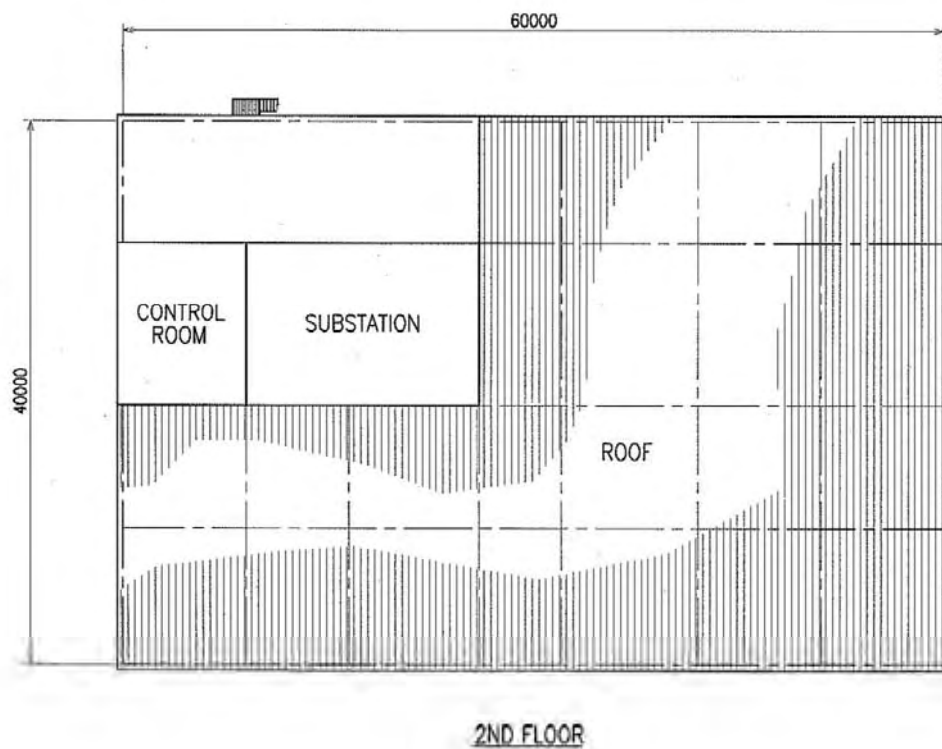 60000
40000
CONTROL
ROOM
SUBSTATION
ROOF
2ND FLOOR